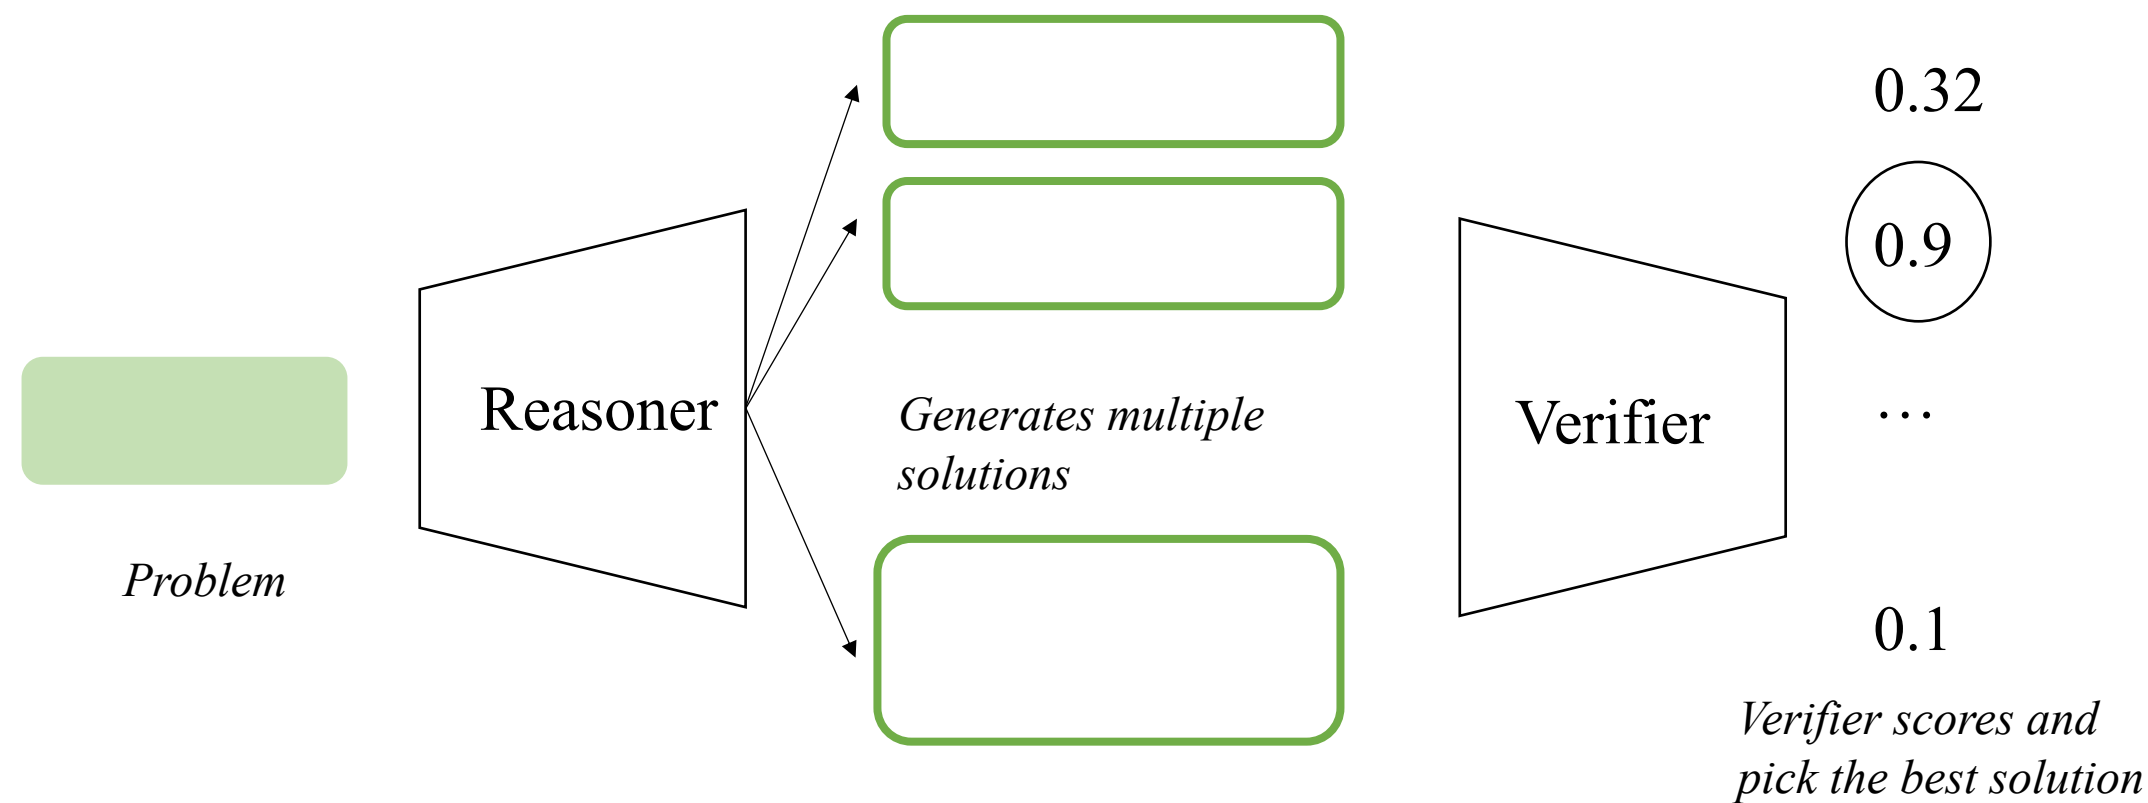 Problem
Reasoner
Generates multiple
solutions
Verifier
0.32
0.9
...
0.1
Verifier scores and
pick the best solution